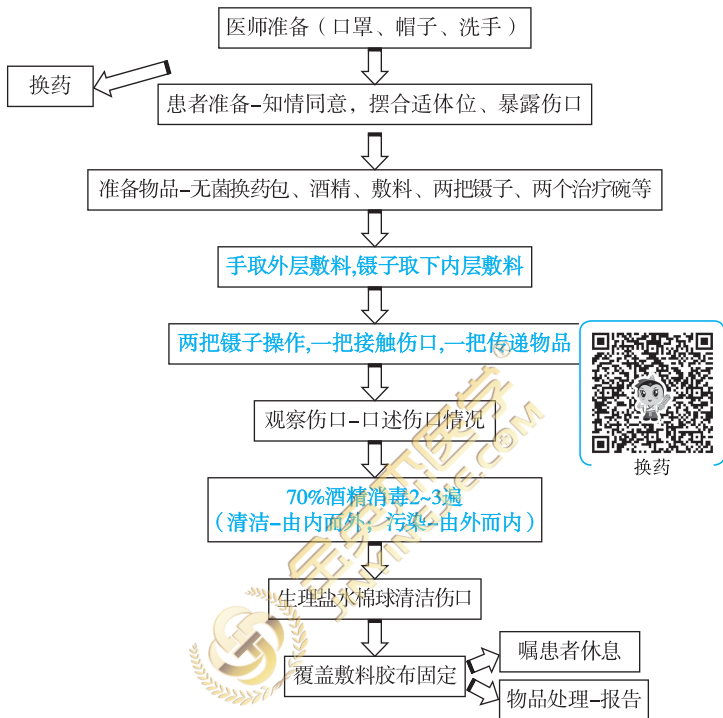 医师准备（口罩、帽子、洗手）
换药
患者准备-知情同意，摆合适体位、暴露伤口
准备物品-无菌换药包、酒精、敷料、两把镊子、两个治疗碗等
手取外层敷料,镊子取下内层敷料
两把镊子操作,一把接触伤口,一把传递物品
换药
观察伤口-口述伤口情况
70%酒精消毒2~3遍
（清洁-由内而外；污染-由外而内）
生理盐水棉球清洁伤口
覆盖敷料胶布固定
嘱患者休息
物品处理-报告
金英杰医学®
JINYINGJIE.COM